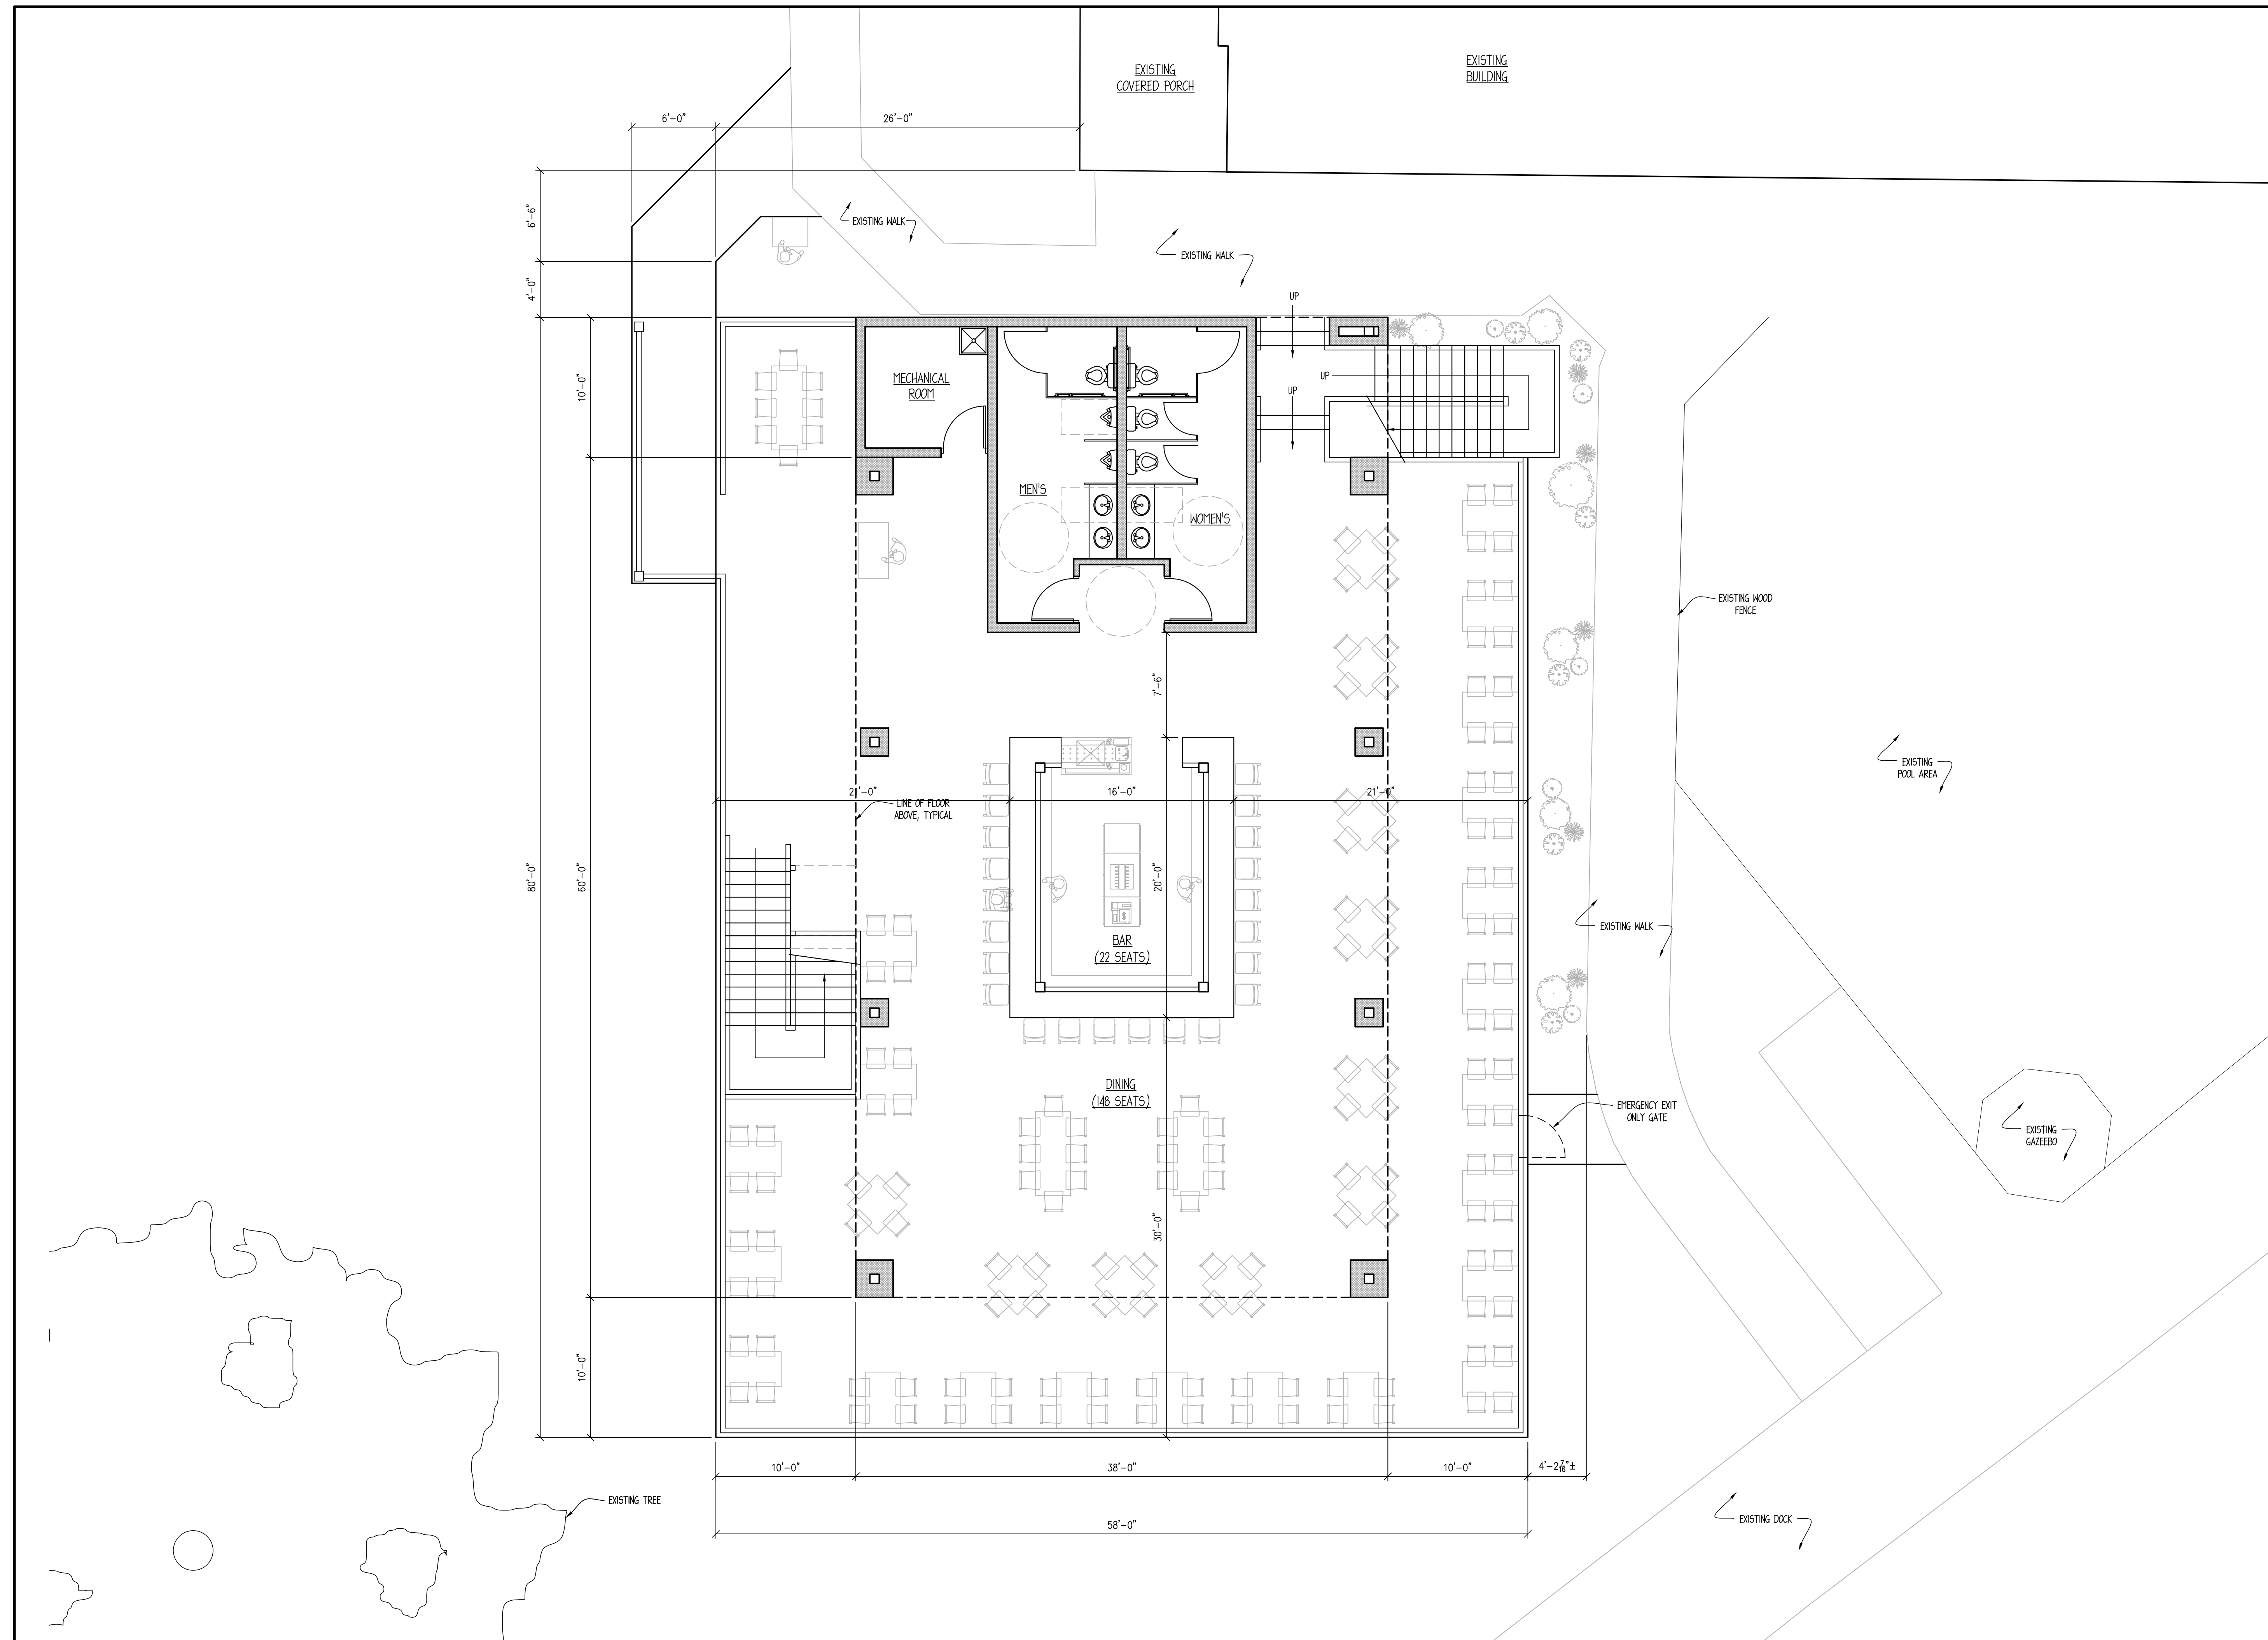 EXISTING
COVERED PORCH
EXISTING
BUILDING
6'-0"
26'-0"
6'-6"
EXISTING WALK
EXISTING WALK
4'-0"
UP
10'-0"
MECHANICAL
ROOM
UP
UP
MEN'S
WOMEN'S
EXISTING WOOD
FENCE
7'-6"
EXISTING
POOL AREA
21'-0"
16'-0"
21'-0"
LINE OF FLOOR
ABOVE, TYPICAL
80'-0"
60'-0"
20'-0"
$
BAR
(22 SEATS)
EXISTING WALK
DINING
(148 SEATS)
EMERGENCY EXIT
ONLY GATE
EXISTING
GAZEEBO
30'-0"
10'-0"
10'-0"
38'-0"
10'-0"
4'-2 7/16"±
EXISTING TREE
EXISTING DOCK
58'-0"